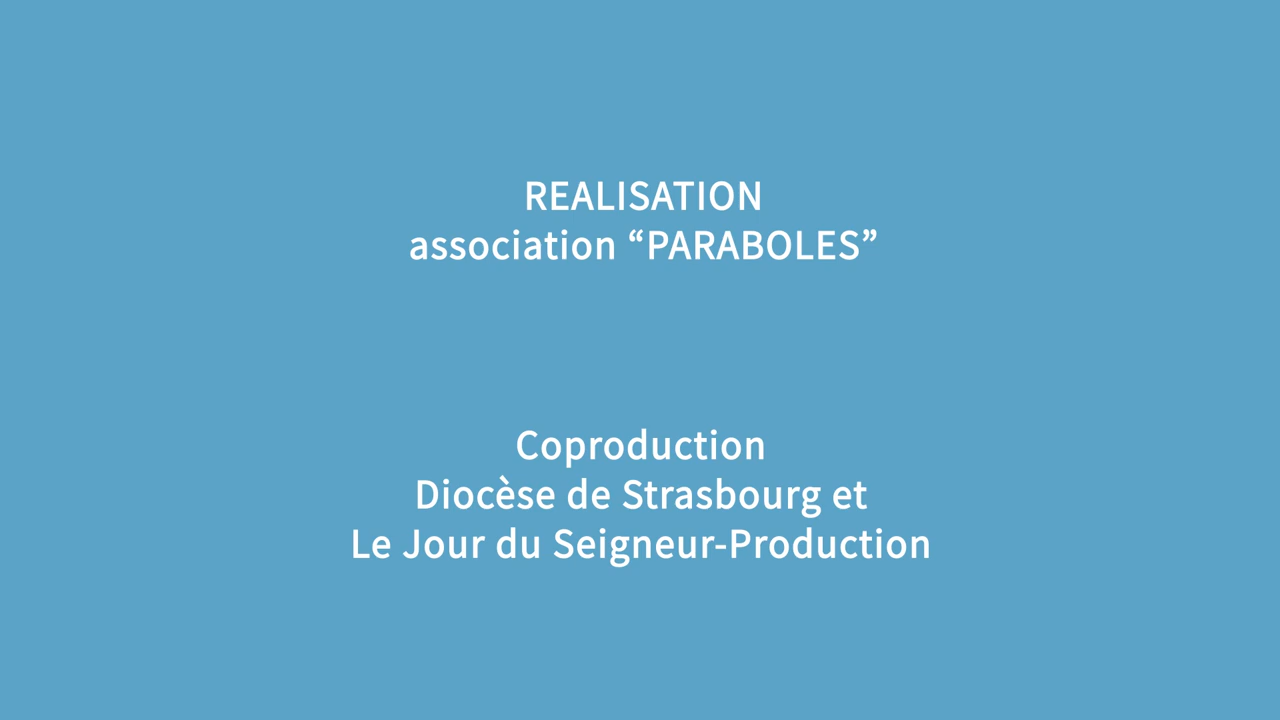 REALISATION
association “PARABOLES”
Coproduction
Diocèse de Strasbourg et
Le Jour du Seigneur-Production